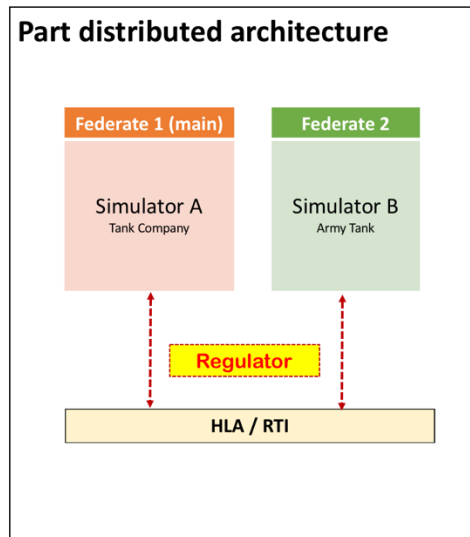 Part distributed architecture
Federate 1 (main)
Federate 2
Simulator A
Tank Company
Simulator B
Army Tank
Regulator
HLA / RTI